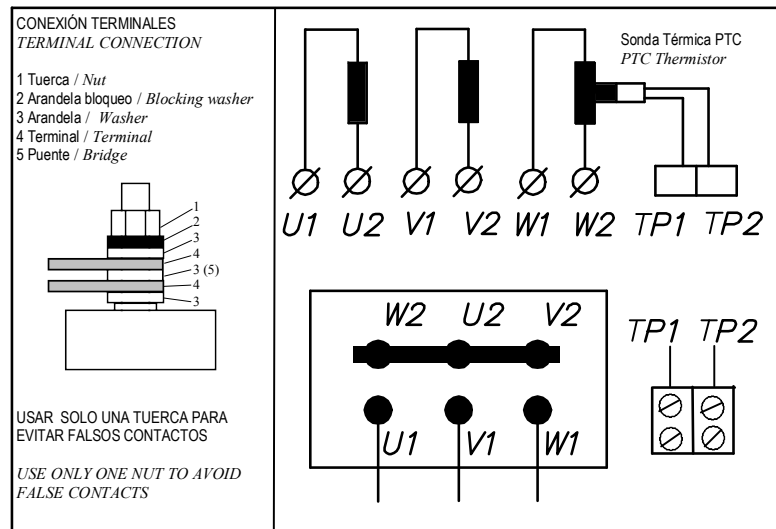 CONEXIÓN TERMINALES
TERMINAL CONNECTION
1 Tuerca / Nut
2 Arandela bloqueo / Blocking washer
3 Arandela / Washer
4 Terminal / Terminal
5 Puente / Bridge
1
2
3
4
3 (5)
4
3
USAR SOLO UNA TUERCA PARA
EVITAR FALSOS CONTACTOS
USE ONLY ONE NUT TO AVOID
FALSE CONTACTS
Sonda Térmica PTC
PTC Thermistor
U1 U2 V1 V2 W1 W2 TP1 TP2
W2 U2 V2
U1 V1 W1
TP1 TP2